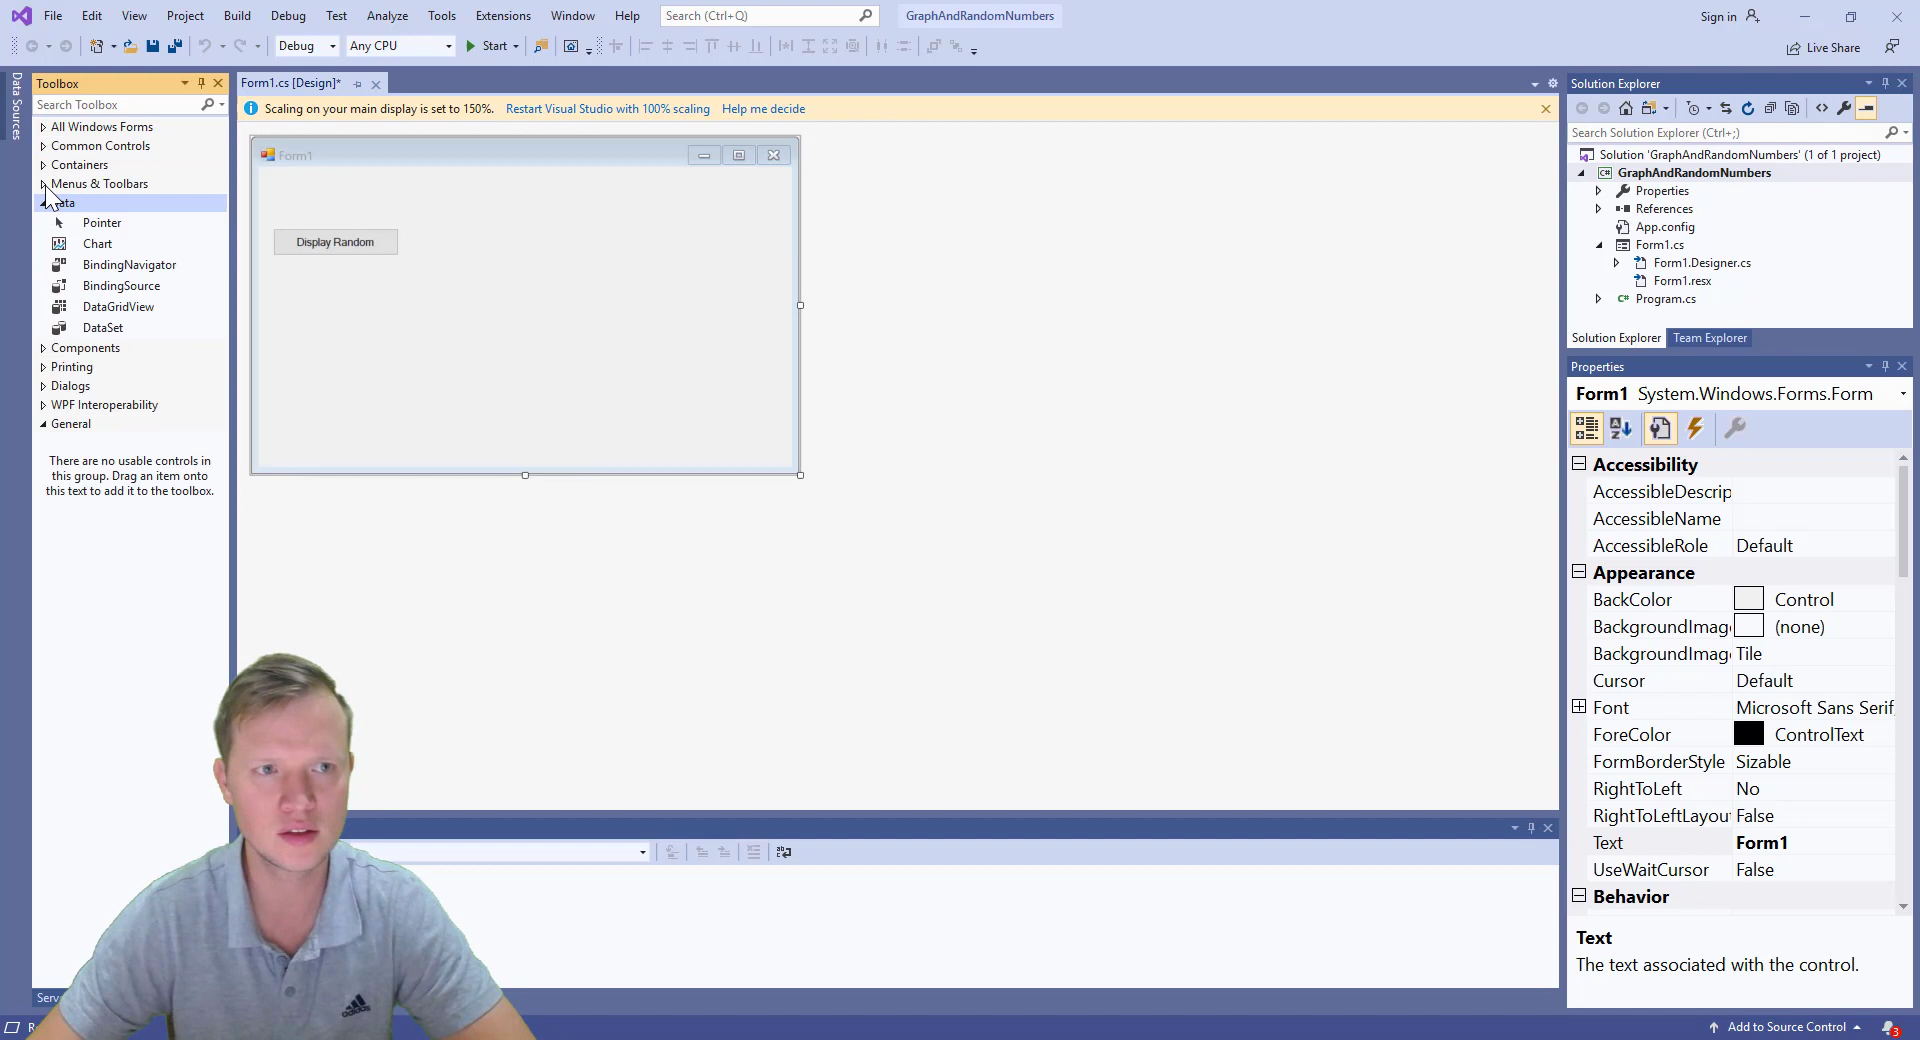 File Edit View Project Build Debug Test Analyze Tools Extensions Window Help Search (Ctrl+Q) GraphAndRandomNumbers Sign in
Debug Any CPU Start Live Share
Data Sources
Toolbox
Search Toolbox
All Windows Forms
Common Controls
Containers
Menus & Toolbars
Pointer
Chart
BindingNavigator
BindingSource
DataGridView
DataSet
Components
Printing
Dialogs
WPF Interoperability
General
There are no usable controls in
this group. Drag an item onto
this text to add it to the toolbox.
Form1.cs [Design]*
Scaling on your main display is set to 150%. Restart Visual Studio with 100% scaling Help me decide
Form1
Display Random
Solution Explorer
Search Solution Explorer (Ctrl+;)
Solution 'GraphAndRandomNumbers' (1 of 1 project)
GraphAndRandomNumbers
Properties
References
App.config
Form1.cs
Form1.Designer.cs
Form1.resx
Program.cs
Solution Explorer Team Explorer
Properties
Form1 System.Windows.Forms.Form
Accessibility
AccessibleDescrip
AccessibleName
AccessibleRole Default
Appearance
BackColor Control
BackgroundImag (none)
BackgroundImag Tile
Cursor Default
Font Microsoft Sans Serif,
ForeColor ControlText
FormBorderStyle Sizable
RightToLeft No
RightToLeftLayou False
Text Form1
UseWaitCursor False
Behavior
Text
The text associated with the control.
adidas
Add to Source Control 3